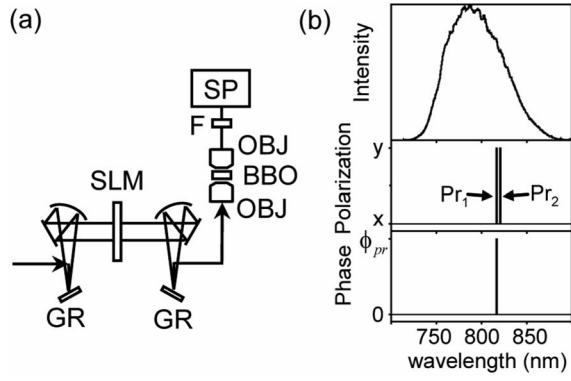 (a)
SP
F
OBJ
BBO
OBJ
SLM
GR
GR
(b)
Intensity
Polarization
y
x
Pr₁
Pr₂
Phase
ϕₚᵣ
0
750 800 850
wavelength (nm)